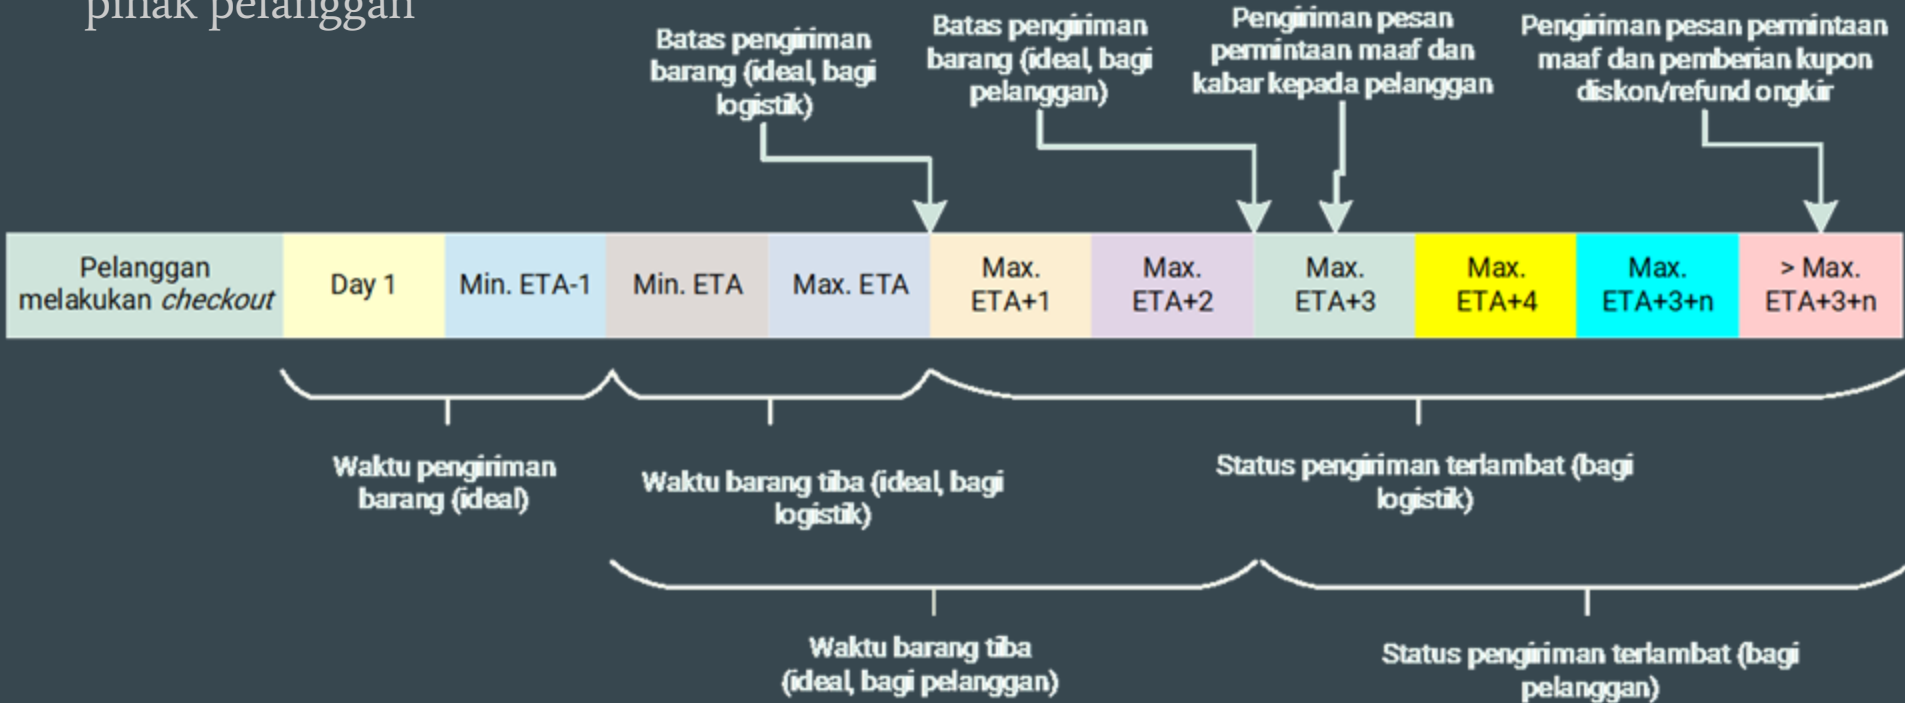 pihak pelanggan
Batas pengiriman
barang (ideal, bagi
logistik)
Batas pengiriman
barang (ideal, bagi
pelanggan)
Pengiriman pesan
permintaan maaf dan
kabar kepada pelanggan
Pengiriman pesan permintaan
maaf dan pemberian kupon
diskon/refund ongkir
Pelanggan
melakukan checkout
Day 1
Min. ETA-1
Min. ETA
Max. ETA
Max.
ETA+1
Max.
ETA+2
Max.
ETA+3
Max.
ETA+4
Max.
ETA+3+n
> Max.
ETA+3+n
Waktu pengiriman
barang (ideal)
Waktu barang tiba (ideal, bagi
logistik)
Status pengiriman terlambat (bagi
logistik)
Waktu barang tiba
(ideal, bagi pelanggan)
Status pengiriman terlambat (bagi
pelanggan)